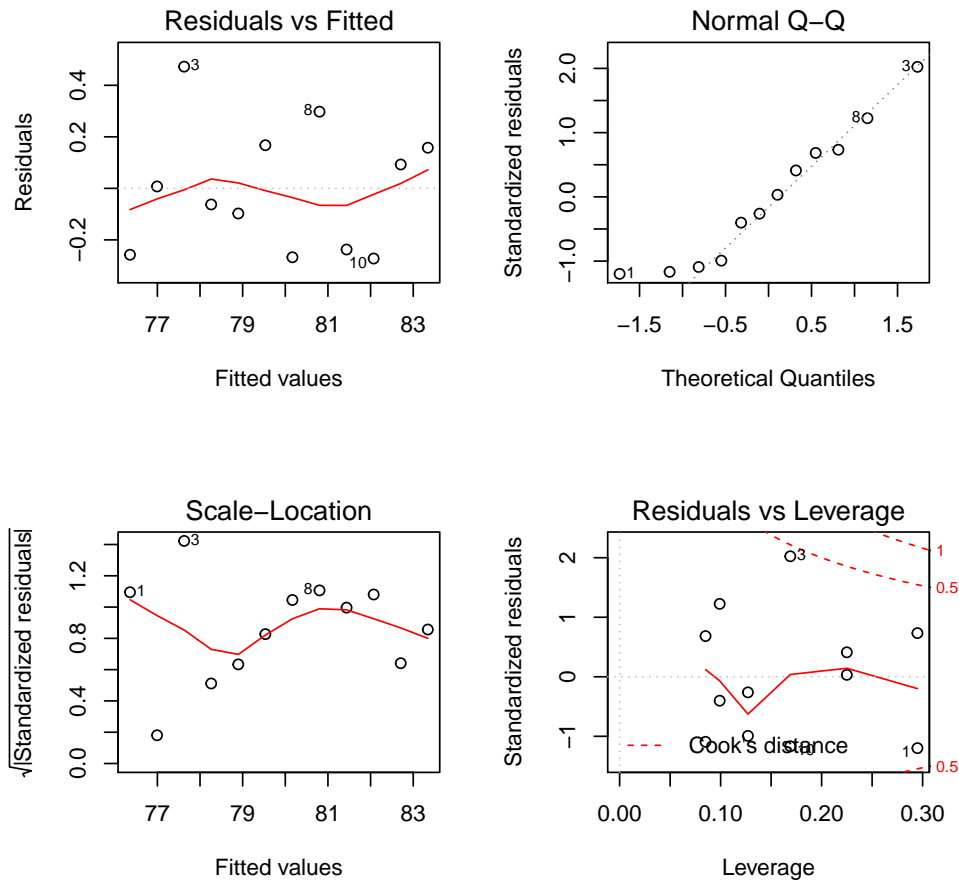 Residuals vs Fitted
Residuals
−0.2 0.2 0.4
3
8
10
77 79 81 83
Fitted values
Normal Q−Q
Standardized residuals
−1.0 0.0 1.0 2.0
3
8
1
−1.5 −0.5 0.5 1.5
Theoretical Quantiles
Scale−Location
√|Standardized residuals|
0.0 0.4 0.8 1.2
3
1
8
77 79 81 83
Fitted values
Residuals vs Leverage
Standardized residuals
−1 0 1 2
3
1
0.5
Cook's distance
10
1
0.5
0.00 0.10 0.20 0.30
Leverage